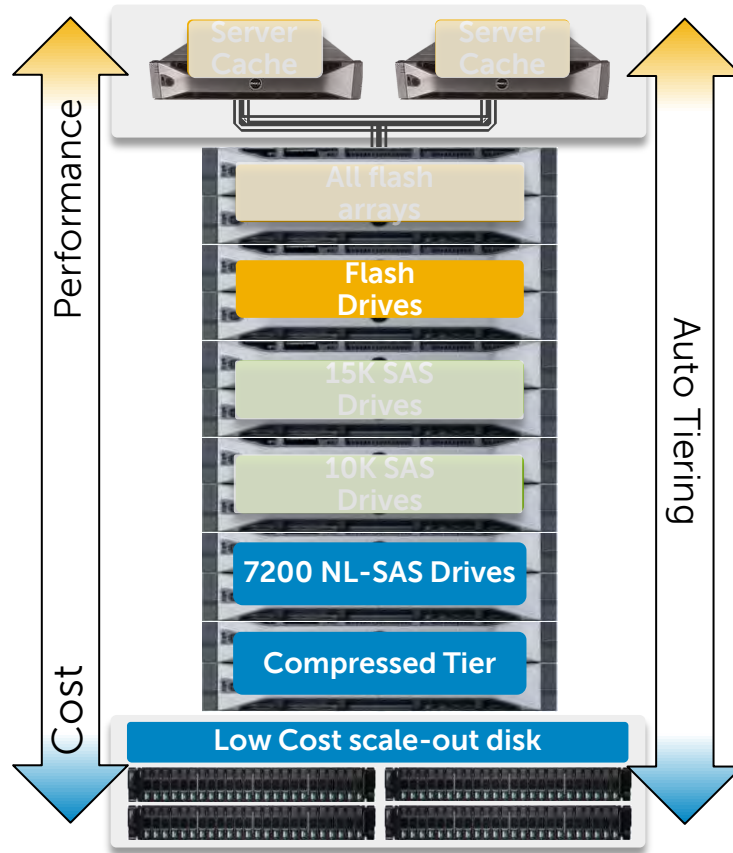 Server
Cache
Server
Cache
Performance
All flash
arrays
Flash
Drives
15K SAS
Drives
Auto Tiering
10K SAS
Drives
7200 NL-SAS Drives
Compressed Tier
Cost
Low Cost scale-out disk